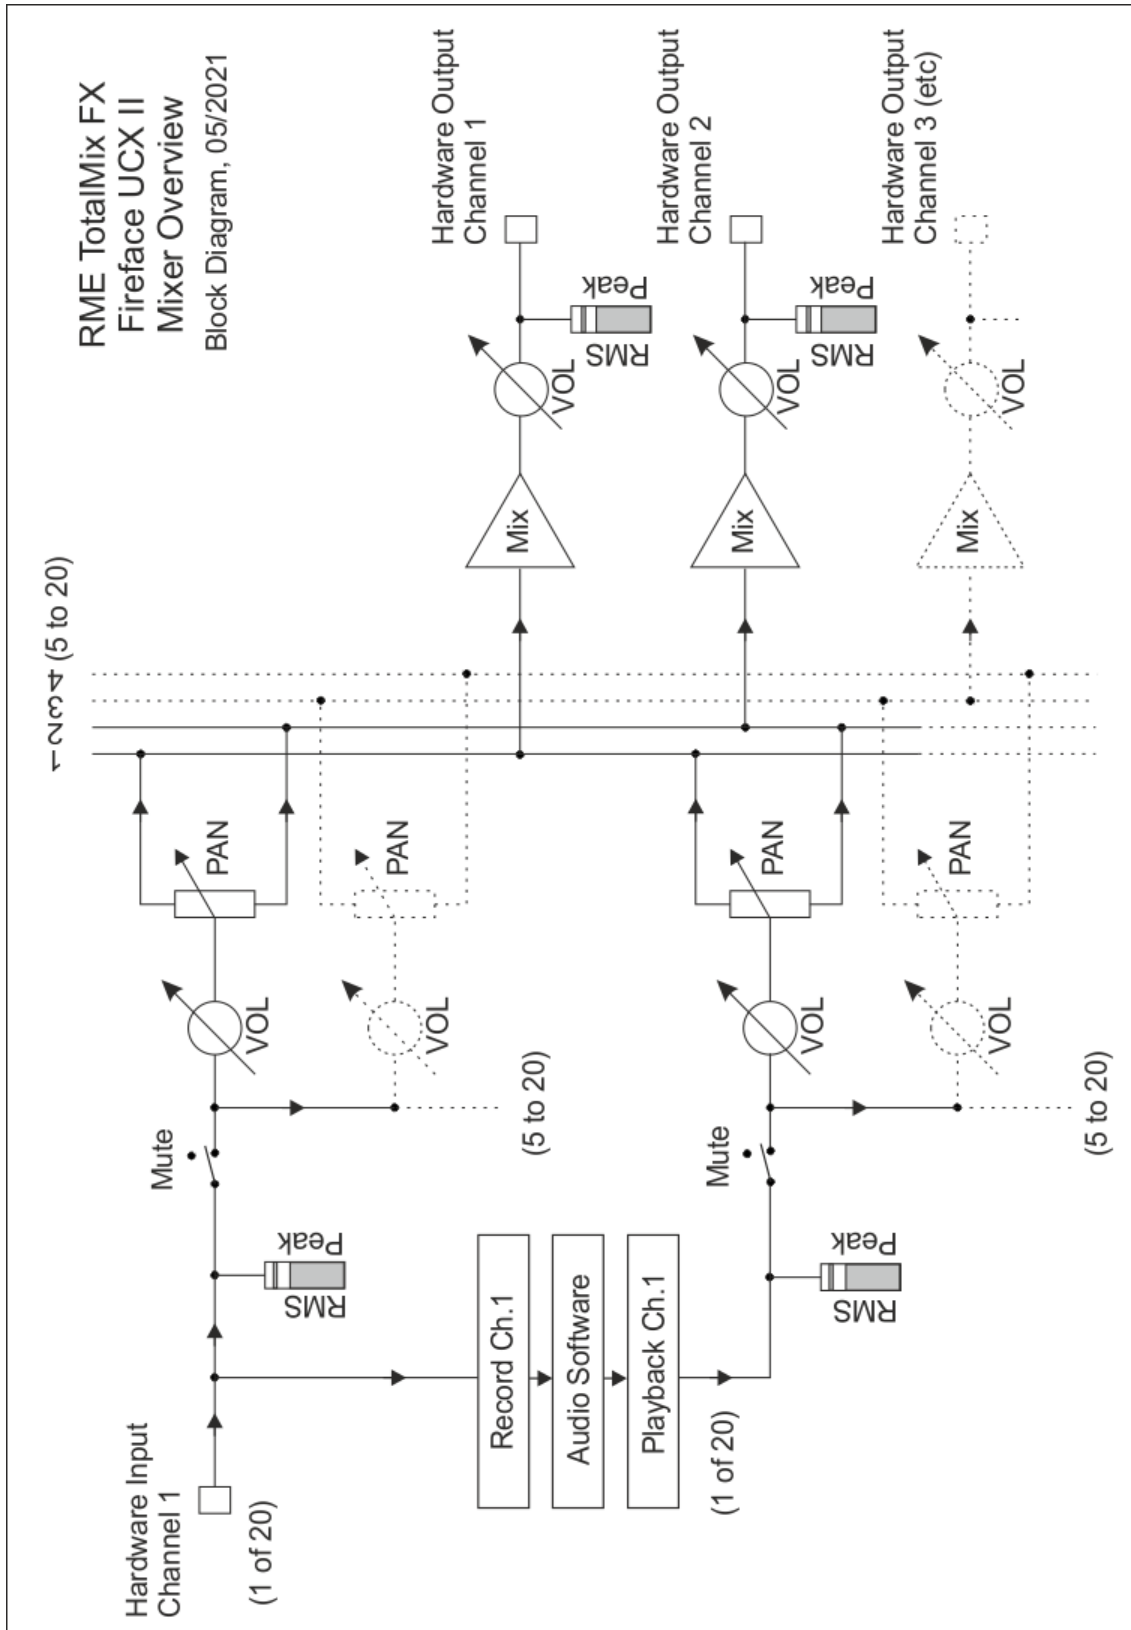 RME TotalMix FX
Fireface UCX II
Mixer Overview
Block Diagram, 05/2021
1 2 3 4 (5 to 20)
Hardware Input
Channel 1
(1 of 20)
RMS
Peak
Mute
VOL
PAN
VOL
PAN
(5 to 20)
Record Ch.1
Audio Software
Playback Ch.1
(1 of 20)
RMS
Peak
Mute
VOL
PAN
VOL
PAN
(5 to 20)
Mix
VOL
RMS
Peak
Hardware Output
Channel 1
Mix
VOL
RMS
Peak
Hardware Output
Channel 2
Mix
VOL
Hardware Output
Channel 3 (etc)